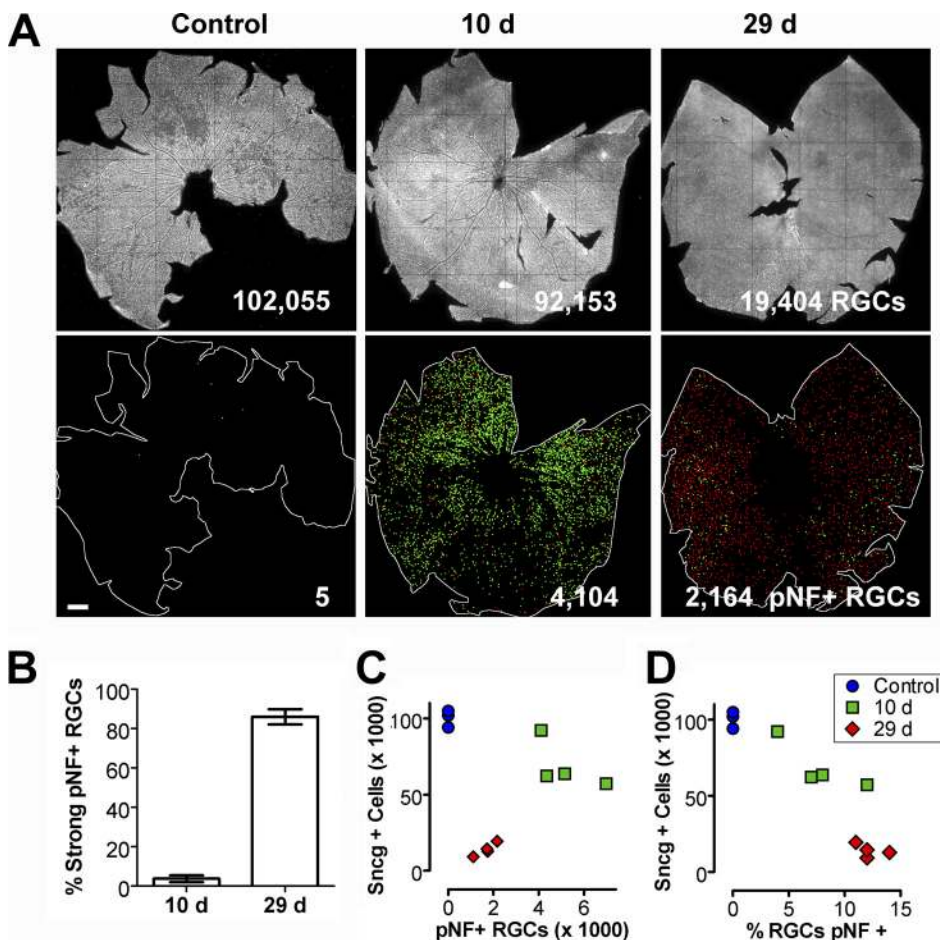 A
Control 10 d 29 d
102,055 92,153 19,404 RGCs
5 4,104 2,164 pNF+ RGCs
B
% Strong pNF+ RGCs
100
80
60
40
20
0
10 d 29 d
C
Sncg + Cells (x 1000)
100
50
0
0 2 4 6
pNF+ RGCs (x 1000)
D
Sncg + Cells (x 1000)
100
50
0
0 5 10 15
% RGCs pNF +
Control
10 d
29 d